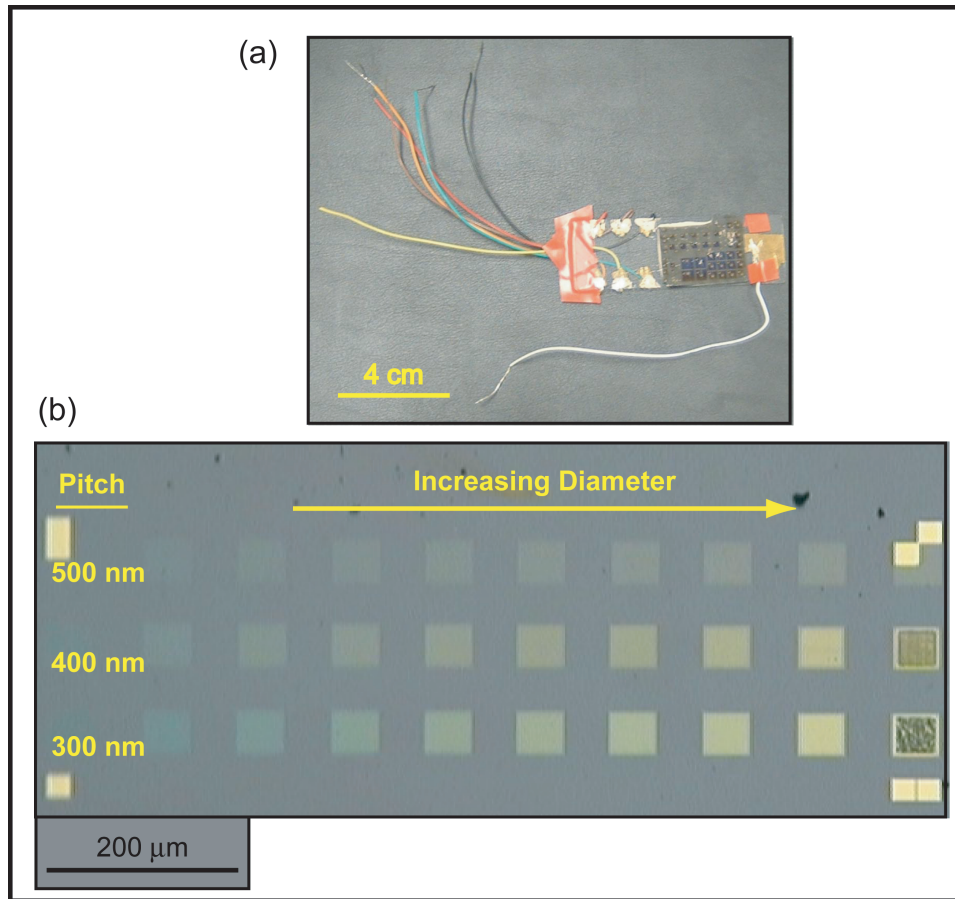 (a)
4 cm
(b)
Pitch
Increasing Diameter
500 nm
400 nm
300 nm
200 μm